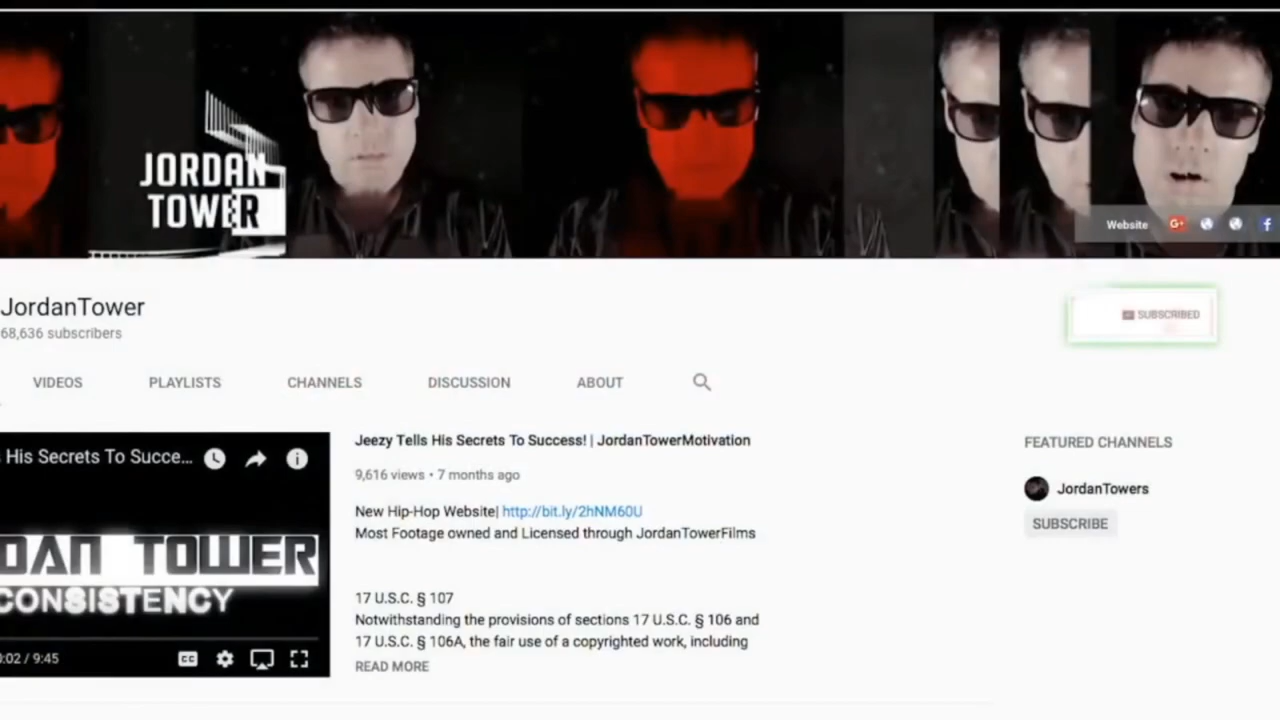 JORDAN
TOWER
Website
JordanTower
68,636 subscribers
SUBSCRIBED
VIDEOS PLAYLISTS CHANNELS DISCUSSION ABOUT
His Secrets To Succe...
DAN TOWER
CONSISTENCY
0:02 / 9:45
CC
Jeezy Tells His Secrets To Success! | JordanTowerMotivation
9,616 views • 7 months ago
New Hip-Hop Website| http://bit.ly/2hNM60U
Most Footage owned and Licensed through JordanTowerFilms
17 U.S.C. § 107
Notwithstanding the provisions of sections 17 U.S.C. § 106 and
17 U.S.C. § 106A, the fair use of a copyrighted work, including
READ MORE
FEATURED CHANNELS
JordanTowers
SUBSCRIBE